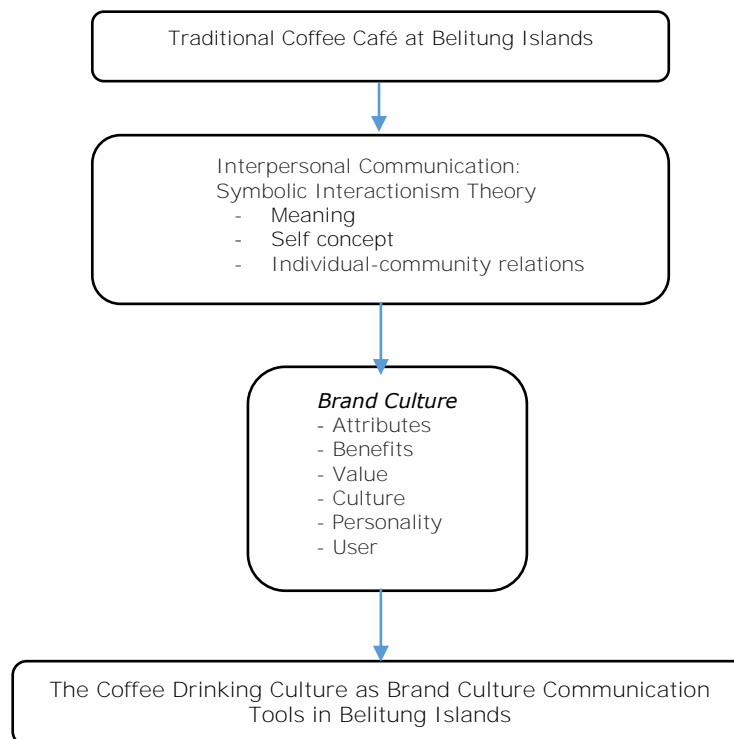 Traditional Coffee Café at Belitung Islands
Interpersonal Communication:
Symbolic Interactionism Theory
- Meaning
- Self concept
- Individual-community relations
Brand Culture
- Attributes
- Benefits
- Value
- Culture
- Personality
- User
The Coffee Drinking Culture as Brand Culture Communication
Tools in Belitung Islands